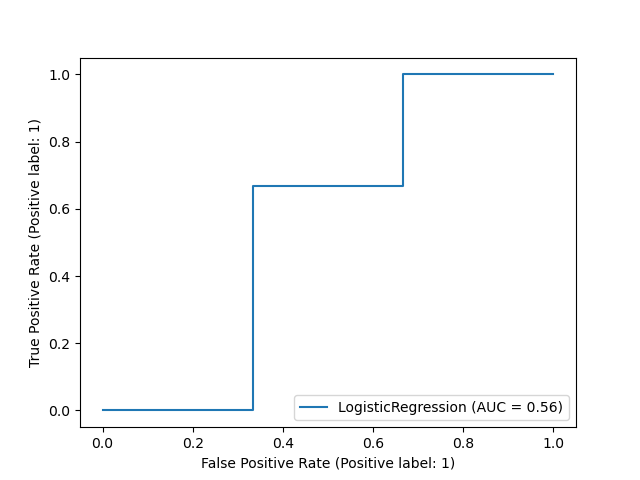 1.0
0.8
0.6
0.4
0.2
0.0
True Positive Rate (Positive label: 1)
LogisticRegression (AUC = 0.56)
0.0 0.2 0.4 0.6 0.8 1.0
False Positive Rate (Positive label: 1)